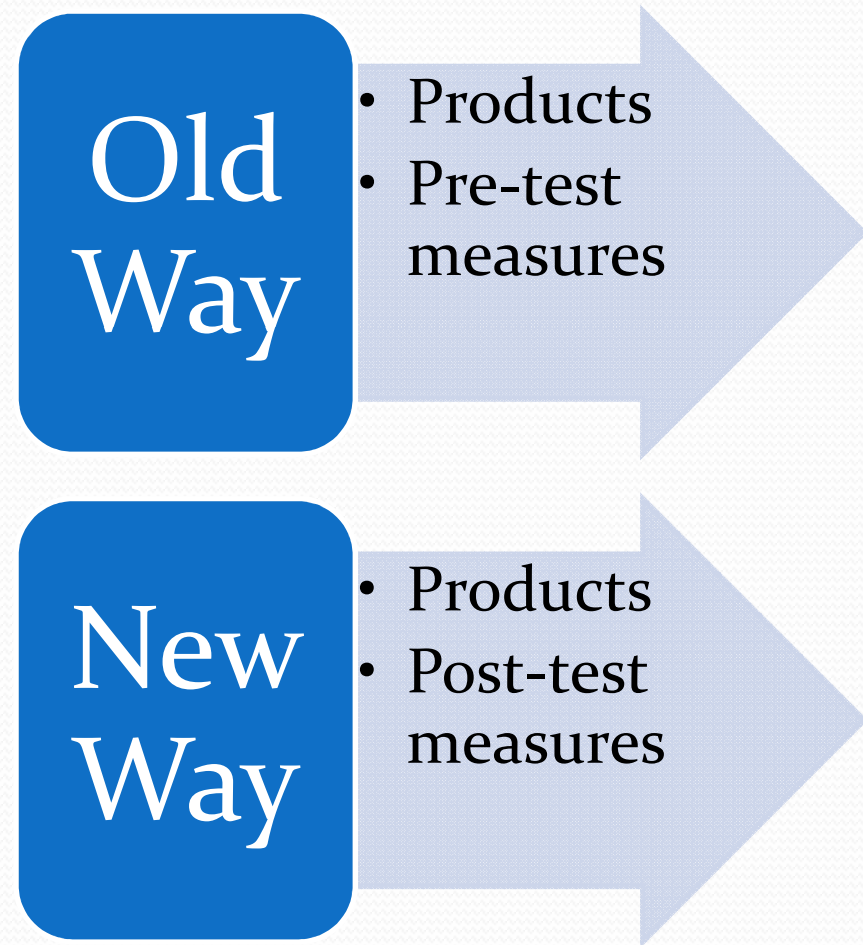 Old
Way
• Products
• Pre-test
measures
New
Way
• Products
• Post-test
measures